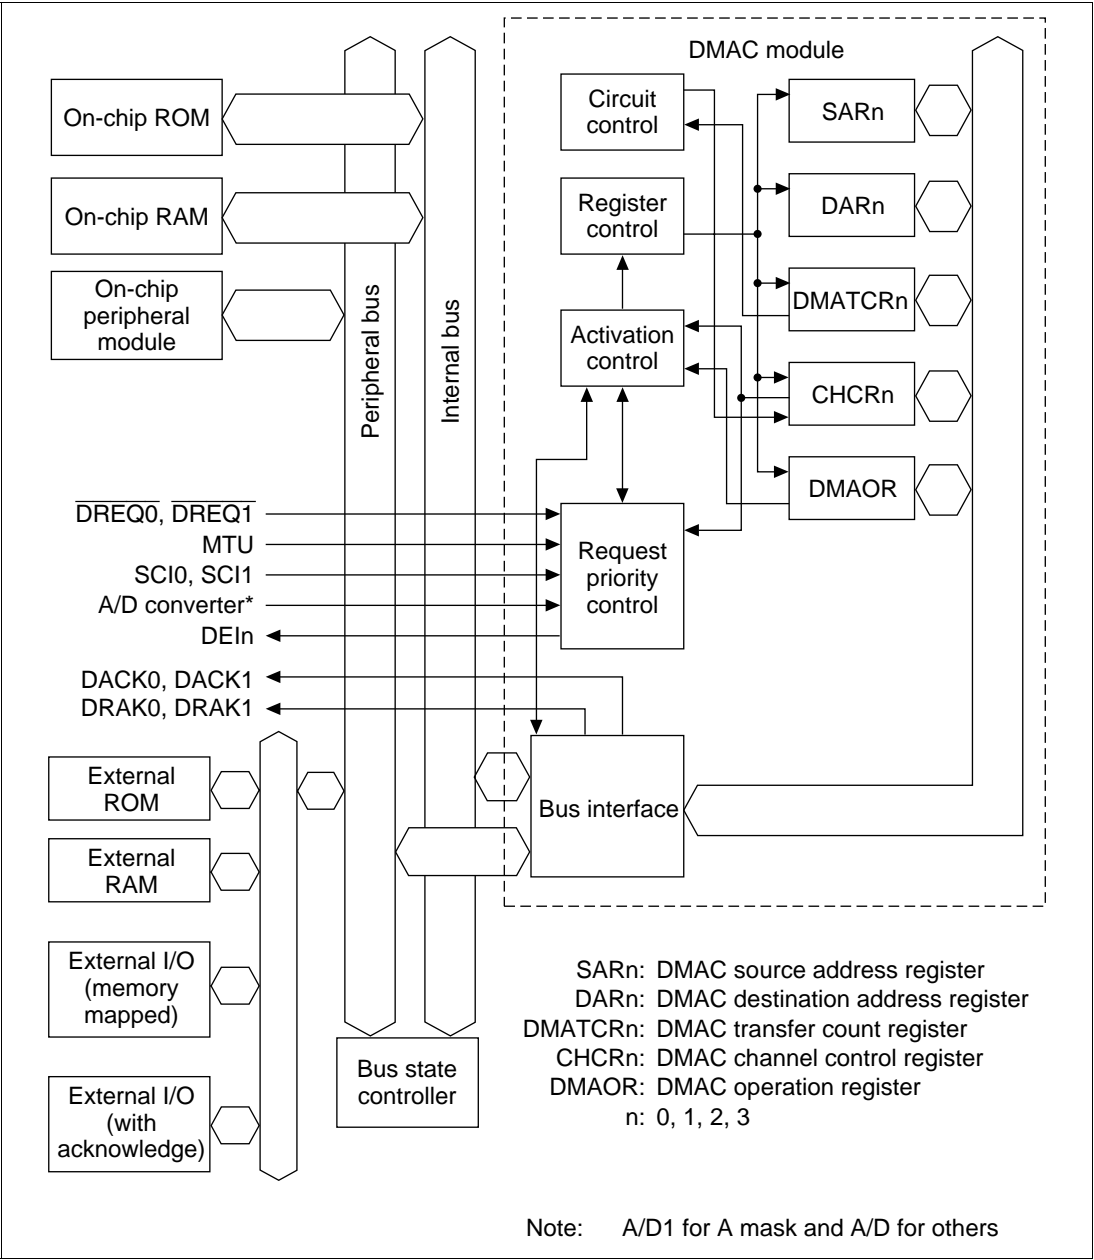 DMAC module
On-chip ROM
On-chip RAM
On-chip
peripheral
module
Peripheral bus
Internal bus
Circuit
control
Register
control
Activation
control
Request
priority
control
SARn
DARn
DMATCRn
CHCRn
DMAOR
DREQ0, DREQ1
MTU
SCI0, SCI1
A/D converter*
DEIn
DACK0, DACK1
DRAK0, DRAK1
External
ROM
External
RAM
External I/O
(memory
mapped)
External I/O
(with
acknowledge)
Bus interface
Bus state
controller
SARn: DMAC source address register
DARn: DMAC destination address register
DMATCRn: DMAC transfer count register
CHCRn: DMAC channel control register
DMAOR: DMAC operation register
n: 0, 1, 2, 3
Note: A/D1 for A mask and A/D for others